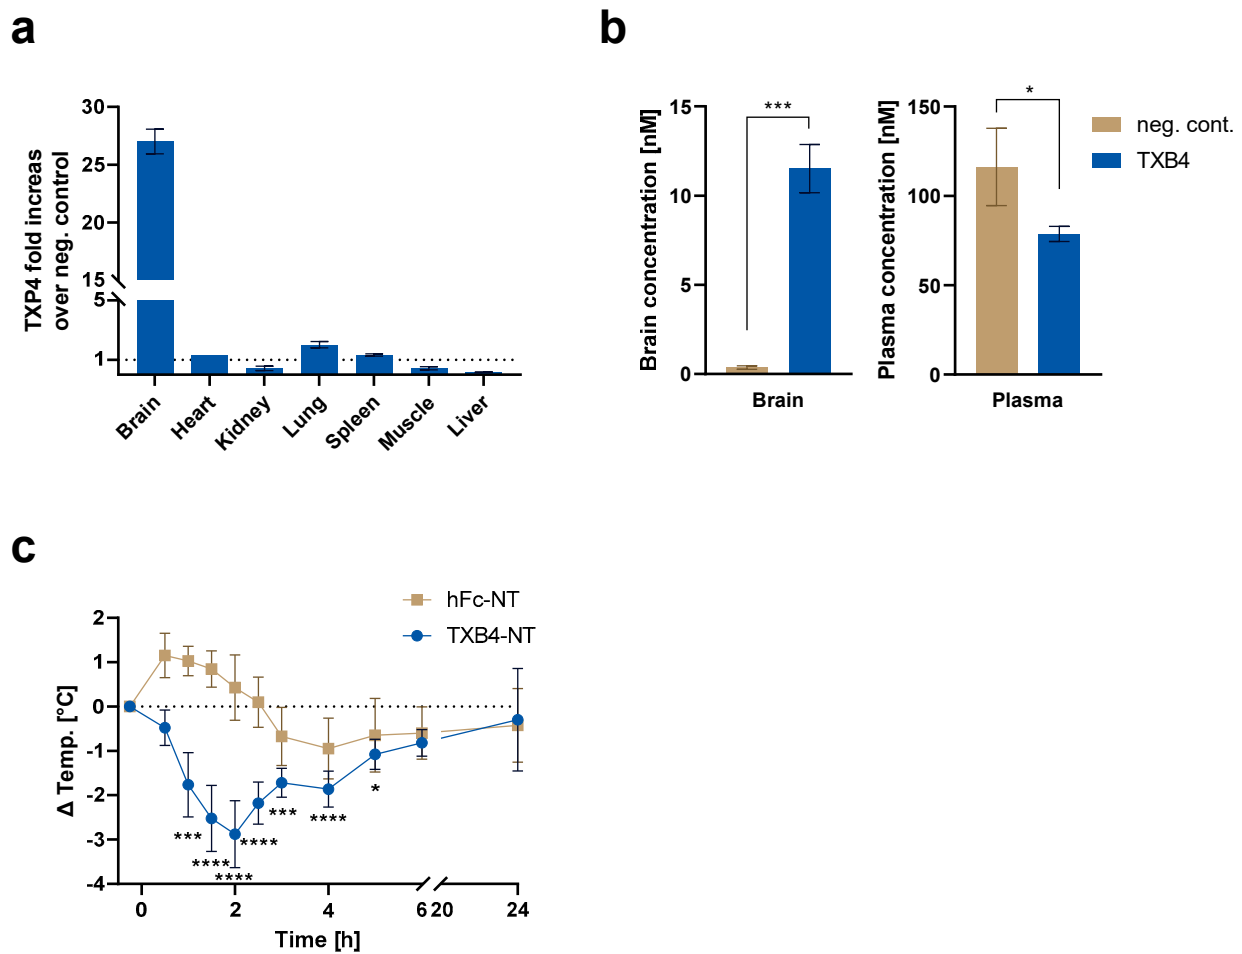 a
TXP4 fold increas
over neg. control
30
25
20
15
5
1
Brain
Heart
Kidney
Lung
Spleen
Muscle
Liver
b
Brain concentration [nM]
15
10
5
0
***
Brain
Plasma concentration [nM]
150
100
50
0
*
Plasma
neg. cont.
TXB4
c
hFc-NT
TXB4-NT
Δ Temp. [°C]
2
1
0
-1
-2
-3
-4
***
****
****
****
***
****
*
0 2 4 6 20 24
Time [h]